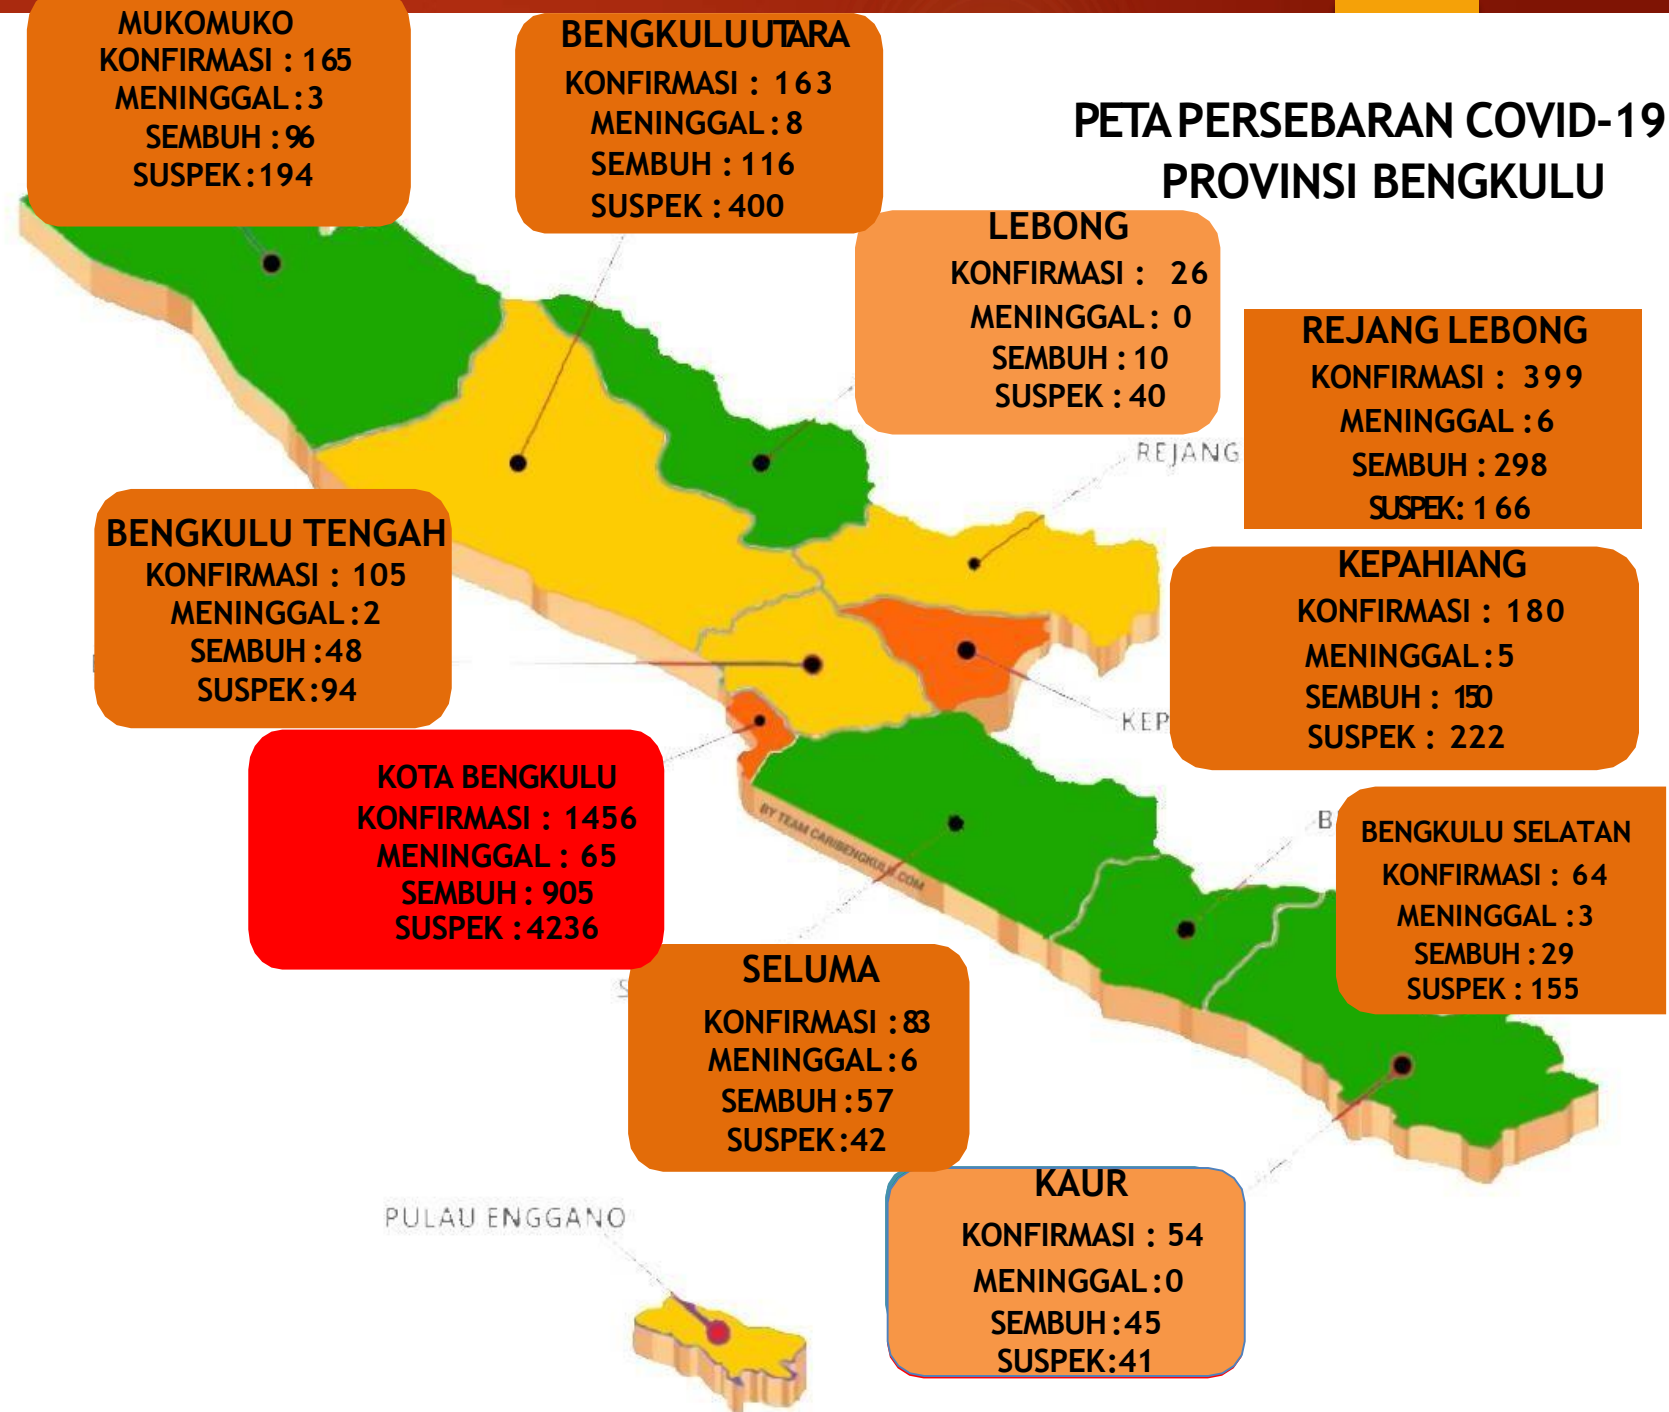 MUKOMUKO
KONFIRMASI : 165
MENINGGAL : 3
SEMBUH : 96
SUSPEK : 194
BENGKULU UTARA
KONFIRMASI : 163
MENINGGAL : 8
SEMBUH : 116
SUSPEK : 400
PETA PERSEBARAN COVID-19
PROVINSI BENGKULU
LEBONG
KONFIRMASI : 26
MENINGGAL : 0
SEMBUH : 10
SUSPEK : 40
REJANG LEBONG
KONFIRMASI : 399
MENINGGAL : 6
SEMBUH : 298
SUSPEK : 166
REJANG
BENGKULU TENGAH
KONFIRMASI : 105
MENINGGAL : 2
SEMBUH : 48
SUSPEK : 94
KEPAHIANG
KONFIRMASI : 180
MENINGGAL : 5
SEMBUH : 150
SUSPEK : 222
KEP
KOTA BENGKULU
KONFIRMASI : 1456
MENINGGAL : 65
SEMBUH : 905
SUSPEK : 4236
BY TEAM CARIBENGKULU.COM
B
BENGKULU SELATAN
KONFIRMASI : 64
MENINGGAL : 3
SEMBUH : 29
SUSPEK : 155
S
SELUMA
KONFIRMASI : 83
MENINGGAL : 6
SEMBUH : 57
SUSPEK : 42
KAUR
KONFIRMASI : 54
MENINGGAL : 0
SEMBUH : 45
SUSPEK : 41
PULAU ENGGANO